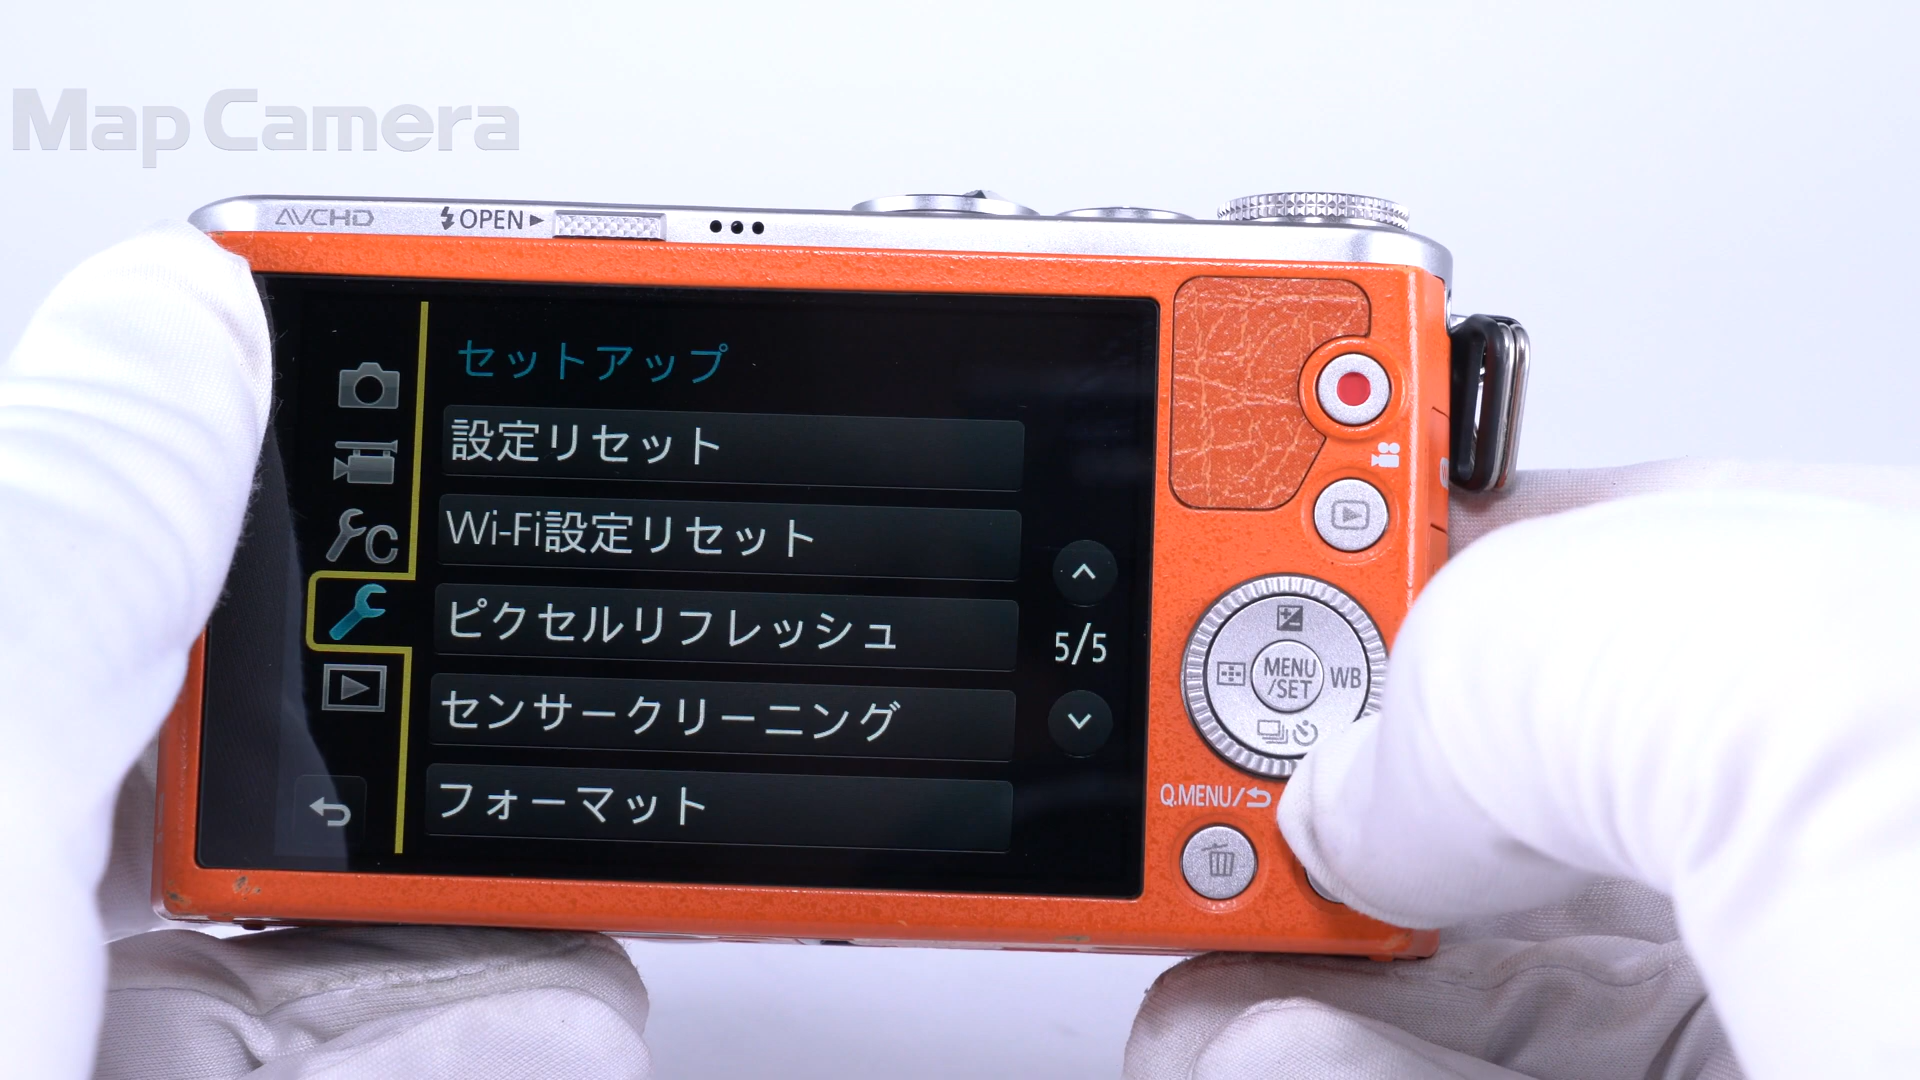 Map Camera
AVCHD
OPEN
セットアップ
設定リセット
Wi-Fi設定リセット
ピクセルリフレッシュ
センサークリーニング
フォーマット
5/5
C
MENU
/SET
WB
Q.MENU/